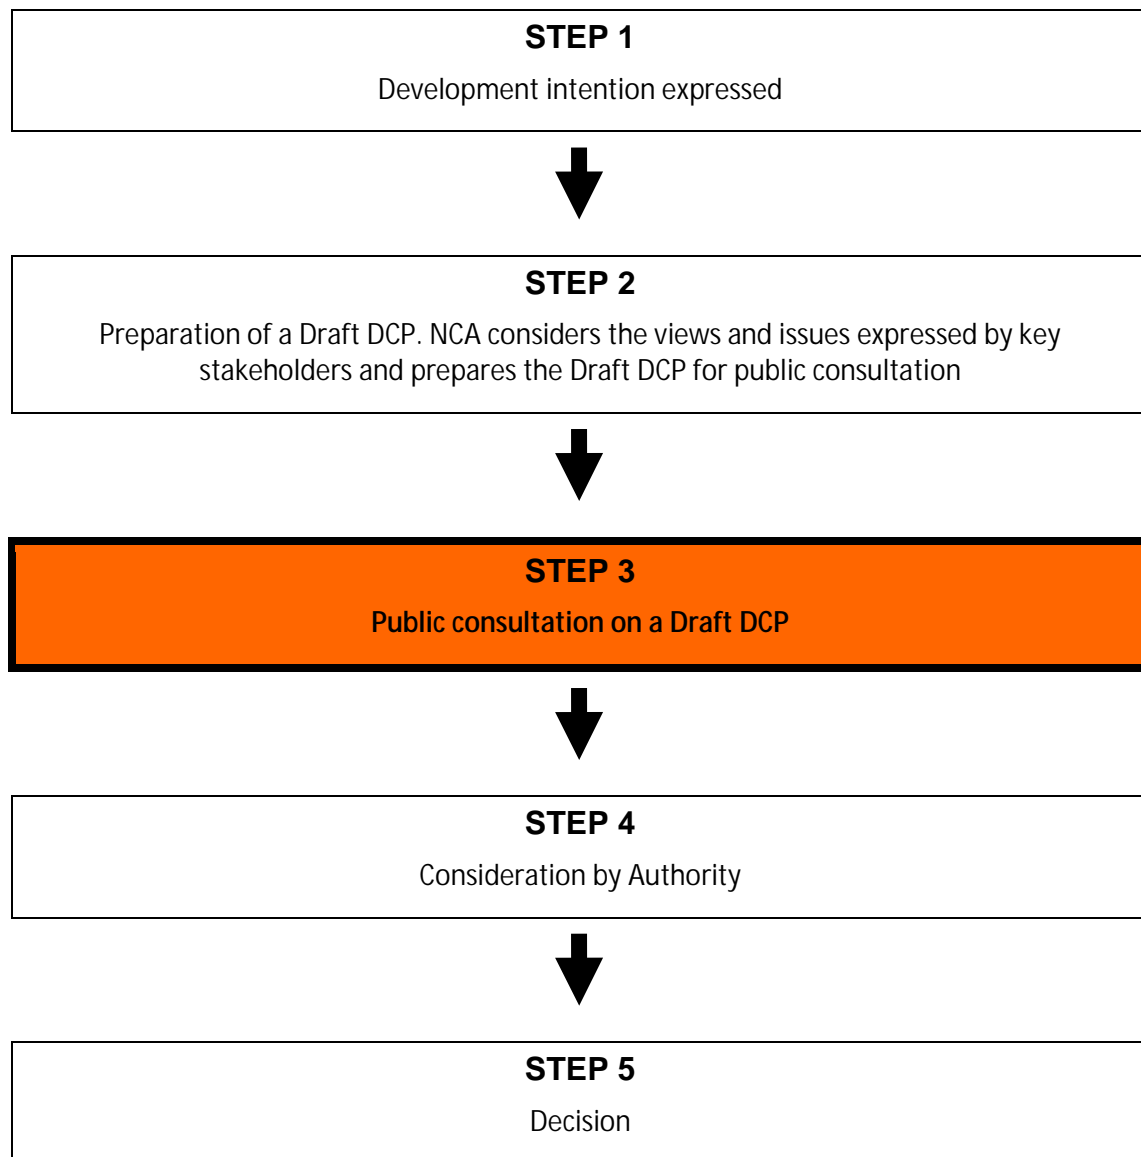 STEP 1
Development intention expressed
STEP 2
Preparation of a Draft DCP. NCA considers the views and issues expressed by key
stakeholders and prepares the Draft DCP for public consultation
STEP 3
Public consultation on a Draft DCP
STEP 4
Consideration by Authority
STEP 5
Decision